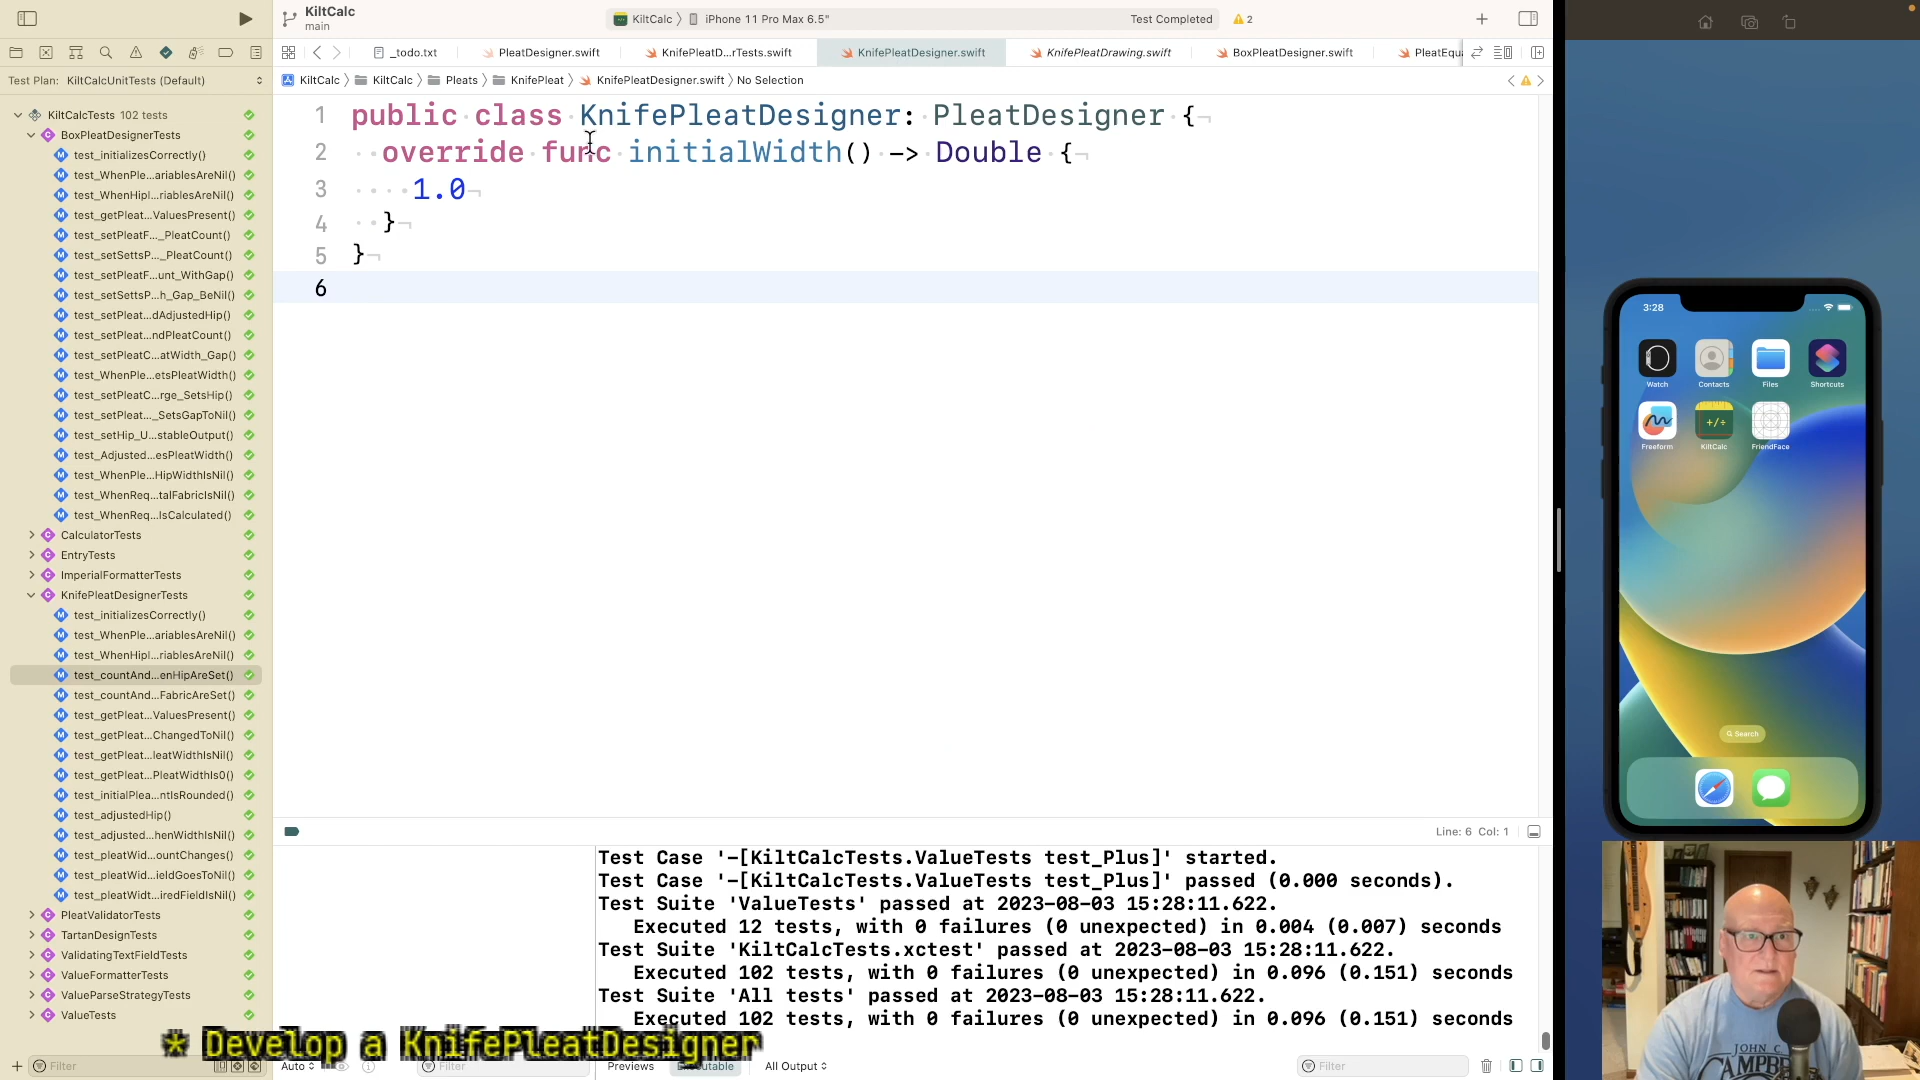 KiltCalc
main
KiltCalc
iPhone 11 Pro Max 6.5"
Test Completed
2
_todo.txt
PleatDesigner.swift
KnifePleatD...rTests.swift
KnifePleatDesigner.swift
KnifePleatDrawing.swift
BoxPleatDesigner.swift
PleatEqua
Test Plan: KiltCalcUnitTests (Default)
KiltCalc
KiltCalc
Pleats
KnifePleat
KnifePleatDesigner.swift
No Selection
KiltCalcTests 102 tests
BoxPleatDesignerTests
test_initializesCorrectly()
test_WhenPle...ariablesAreNil()
test_WhenHipl...riablesAreNil()
test_getPleat...ValuesPresent()
test_setPleatF..._PleatCount()
test_setSettsP..._PleatCount()
test_setPleatF...unt_WithGap()
test_setSettsP...h_Gap_BeNil()
test_setPleat...dAdjustedHip()
test_setPleat...ndPleatCount()
test_setPleatC...atWidth_Gap()
test_WhenPle...etsPleatWidth()
test_setPleatC...rge_SetsHip()
test_setPleat..._SetsGapToNil()
test_setHip_U...stableOutput()
test_Adjusted...esPleatWidth()
test_WhenPle...HipWidthIsNil()
test_WhenReq...talFabricIsNil()
test_WhenReq...IsCalculated()
CalculatorTests
EntryTests
ImperialFormatterTests
KnifePleatDesignerTests
test_initializesCorrectly()
test_WhenPle...ariablesAreNil()
test_WhenHipl...riablesAreNil()
test_countAnd...enHipAreSet()
test_countAnd...FabricAreSet()
test_getPleat...ValuesPresent()
test_getPleat...ChangedToNil()
test_getPleat...leatWidthIsNil()
test_getPleat...PleatWidthIs0()
test_initialPlea...ntIsRounded()
test_adjustedHip()
test_adjusted...henWidthIsNil()
test_pleatWid...ountChanges()
test_pleatWid...ieldGoesToNil()
test_pleatWidt...iredFieldIsNil()
PleatValidatorTests
TartanDesignTests
ValidatingTextFieldTests
ValueFormatterTests
ValueParseStrategyTests
ValueTests
Filter
1 public class KnifePleatDesigner: PleatDesigner {
2 override func initialWidth() -> Double {
3 1.0
4 }
5 }
6
Line: 6 Col: 1
Test Case '-[KiltCalcTests.ValueTests test_Plus]' started.
Test Case '-[KiltCalcTests.ValueTests test_Plus]' passed (0.000 seconds).
Test Suite 'ValueTests' passed at 2023-08-03 15:28:11.622.
Executed 12 tests, with 0 failures (0 unexpected) in 0.004 (0.007) seconds
Test Suite 'KiltCalcTests.xctest' passed at 2023-08-03 15:28:11.622.
Executed 102 tests, with 0 failures (0 unexpected) in 0.096 (0.151) seconds
Test Suite 'All tests' passed at 2023-08-03 15:28:11.622.
Executed 102 tests, with 0 failures (0 unexpected) in 0.096 (0.151) seconds
* Develop a KnifePleatDesigner
Auto
Filter
Previews
Executable
All Output
Filter
3:28
Watch
Contacts
Files
Shortcuts
+/÷
Freeform
KiltCalc
FriendFace
Search
JOHN C.
CAMPBE